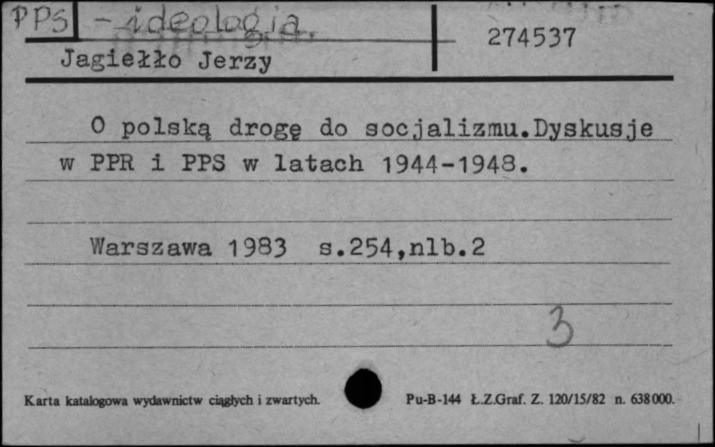 PPS - ideologia.
274537
Jagiełło Jerzy
O polską drogę do socjalizmu.Dyskusje
w PPR i PPS w latach 1944-1948.
Warszawa 1983 s.254,nlb.2
3
Karta katalogowa wydawnictw ciągłych i zwartych. Pu-B-144 Ł.Z.Graf. Z. 120/15/82 n. 638000.